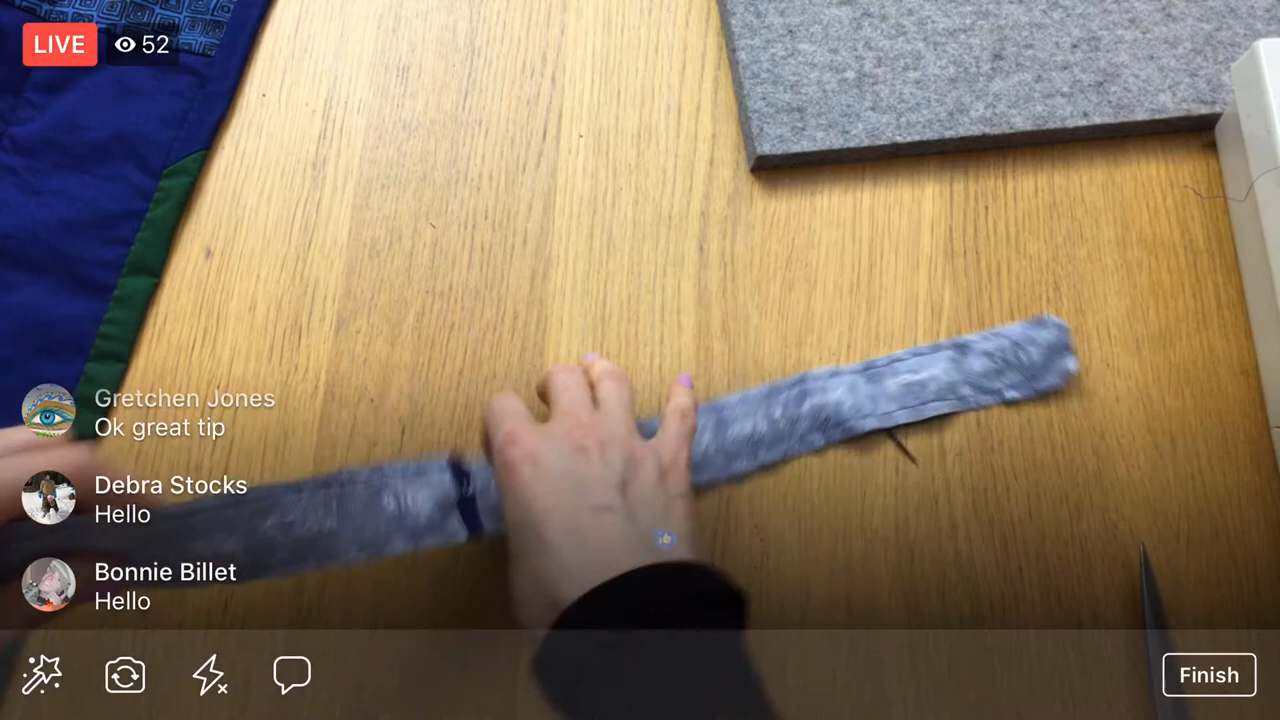 LIVE
52
Gretchen Jones
Ok great tip
Debra Stocks
Hello
Bonnie Billet
Hello
Finish